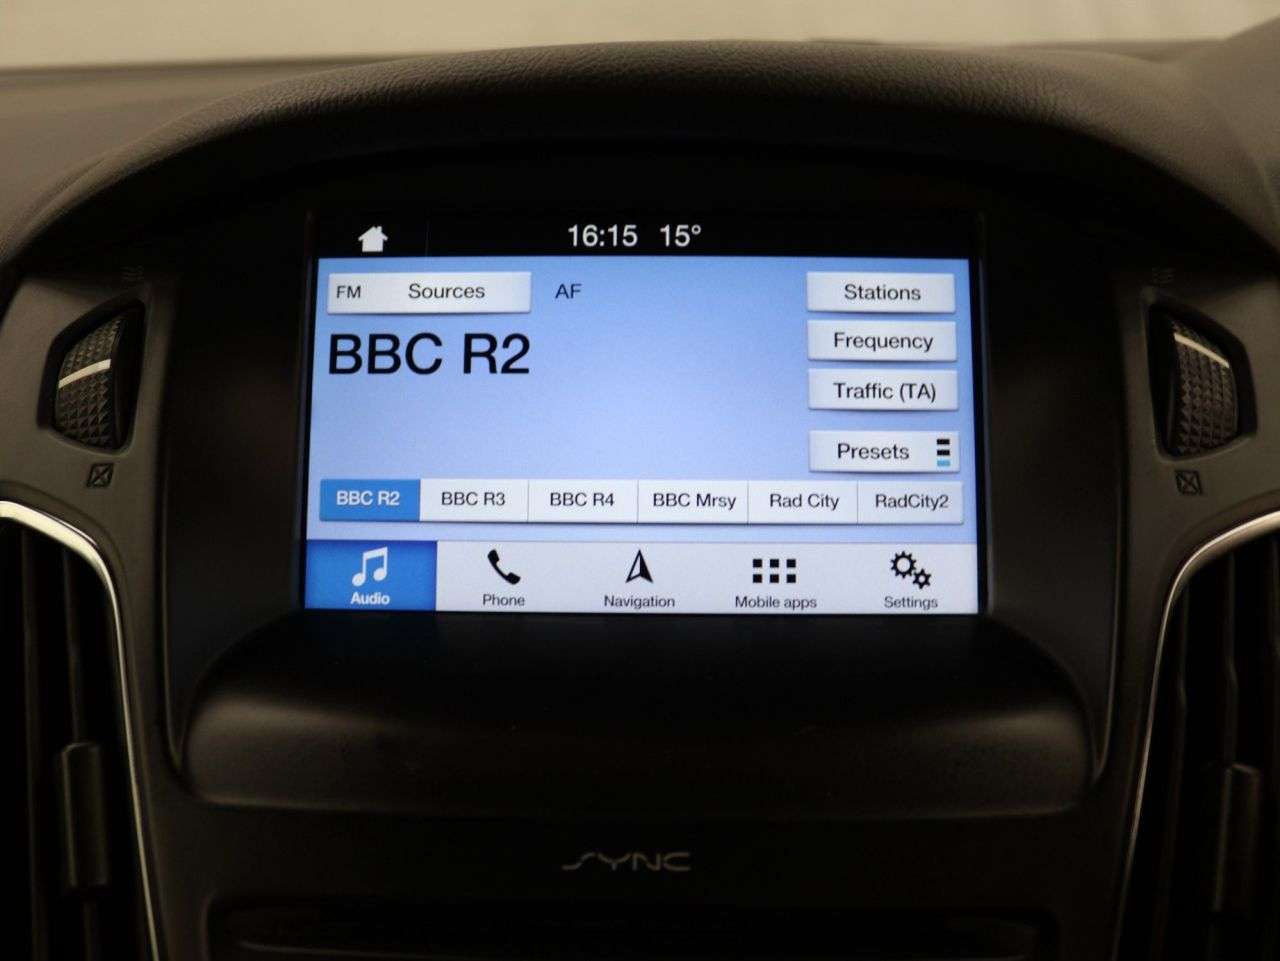 16:15 15°
FM Sources AF Stations
BBC R2
Frequency
Traffic (TA)
Presets
BBC R2 BBC R3 BBC R4 BBC Mrsy Rad City RadCity2
Audio Phone Navigation Mobile apps Settings
SYNC